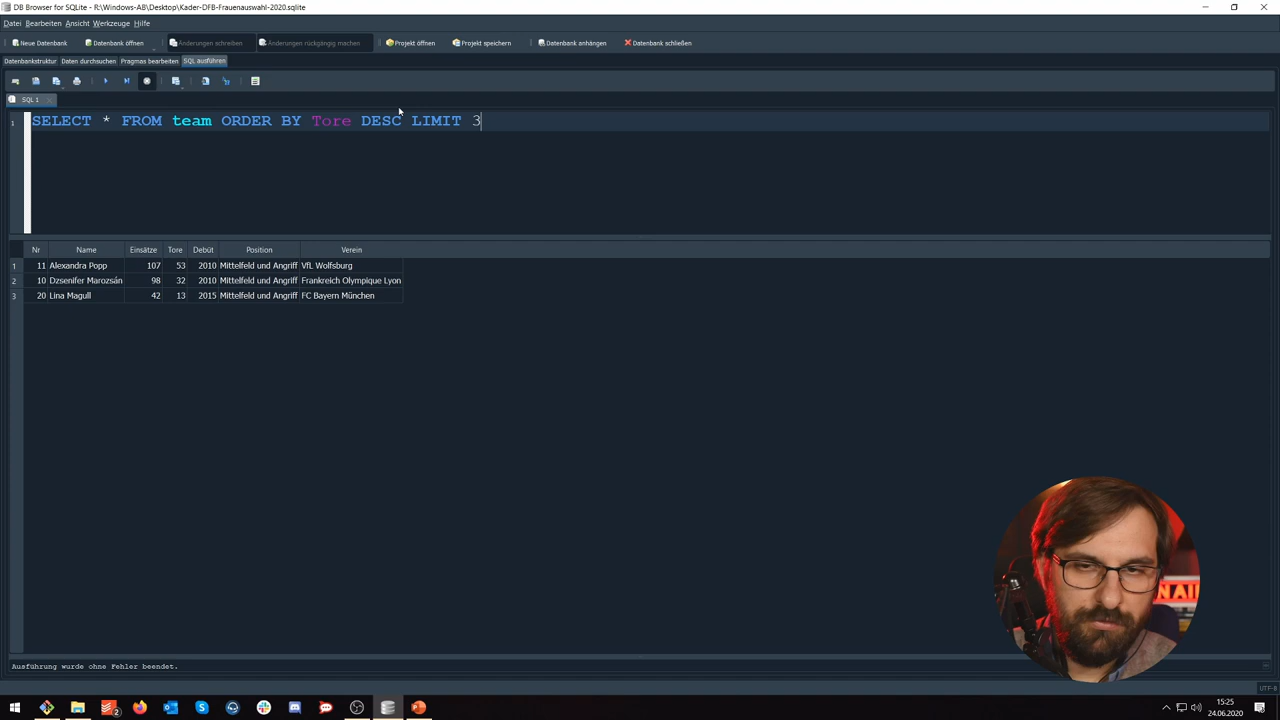 DB Browser for SQLite - R:\Windows-AB\Desktop\Kader-DFB-Frauenauswahl-2020.sqlite
Datei Bearbeiten Ansicht Werkzeuge Hilfe
Neue Datenbank Datenbank öffnen Änderungen schreiben Änderungen rückgängig machen Projekt öffnen Projekt speichern Datenbank anhängen Datenbank schließen
Datenbankstruktur Daten durchsuchen Pragmas bearbeiten SQL ausführen
SQL 1
1 SELECT * FROM team ORDER BY Tore DESC LIMIT 3
Nr Name Einsätze Tore Debüt Position Verein
1 11 Alexandra Popp 107 53 2010 Mittelfeld und Angriff VfL Wolfsburg
2 10 Dzsenifer Marozsán 98 32 2010 Mittelfeld und Angriff Frankreich Olympique Lyon
3 20 Lina Magull 42 13 2015 Mittelfeld und Angriff FC Bayern München
N AIR
Ausführung wurde ohne Fehler beendet.
UTF-8
2
15:25
24.06.2020